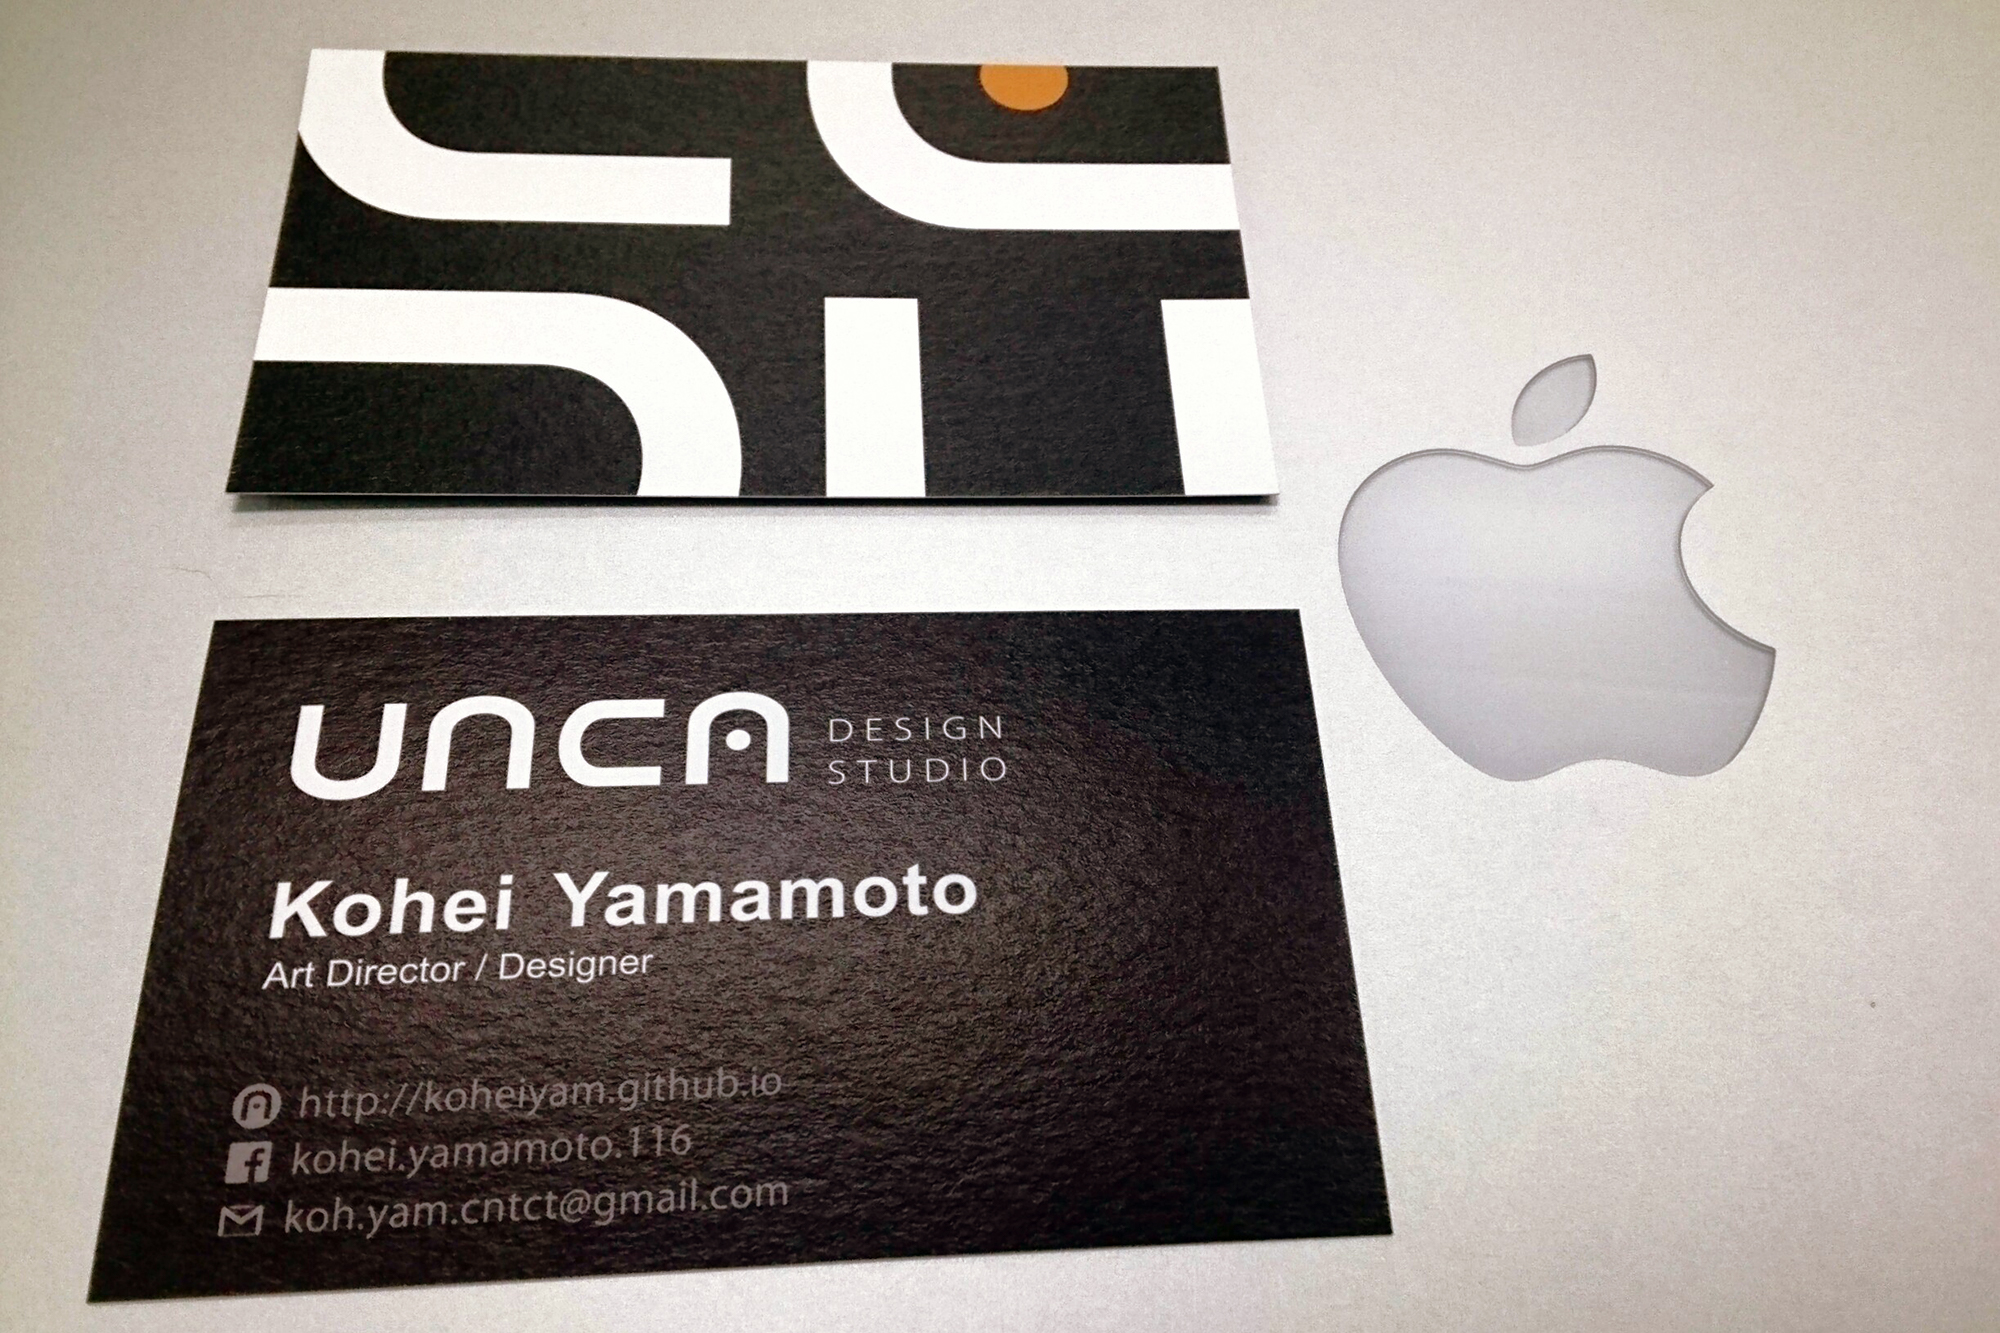 UNCA DESIGN STUDIO
Kohei Yamamoto
Art Director / Designer
http://koheiyam.github.io
kohei.yamamoto.116
koh.yam.cntct@gmail.com